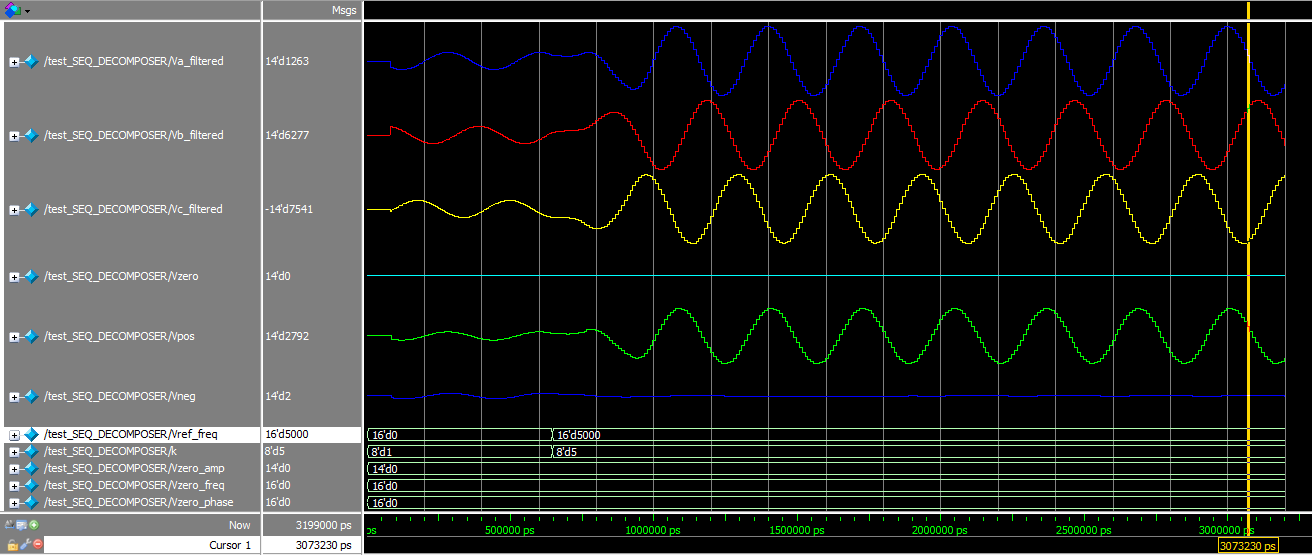 Msgs
/test_SEQ_DECOMPOSER/Va_filtered 14'd1263
/test_SEQ_DECOMPOSER/Vb_filtered 14'd6277
/test_SEQ_DECOMPOSER/Vc_filtered -14'd7541
/test_SEQ_DECOMPOSER/Vzero 14'd0
/test_SEQ_DECOMPOSER/Vpos 14'd2792
/test_SEQ_DECOMPOSER/Vneg 14'd2
/test_SEQ_DECOMPOSER/Vref_freq 16'd5000 16'd0 16'd5000
/test_SEQ_DECOMPOSER/k 8'd5 8'd1 8'd5
/test_SEQ_DECOMPOSER/Vzero_amp 14'd0 14'd0
/test_SEQ_DECOMPOSER/Vzero_freq 16'd0 16'd0
/test_SEQ_DECOMPOSER/Vzero_phase 16'd0 16'd0
Now 3199000 ps ps 500000 ps 1000000 ps 1500000 ps 2000000 ps 2500000 ps 3000000 ps
Cursor 1 3073230 ps 3073230 ps